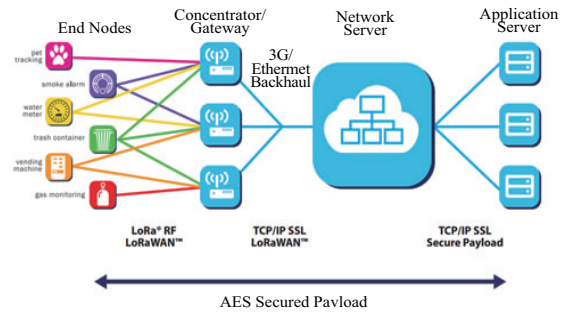 End Nodes
Concentrator/
Gateway
Network
Server
Application
Server
3G/
Ethermet
Backhaul
pet
tracking
smoke alarm
water
meter
trash container
vending
machine
gas monitoring
LoRa® RF
LoRaWAN™
TCP/IP SSL
LoRaWAN™
TCP/IP SSL
Secure Payload
AES Secured Pavload